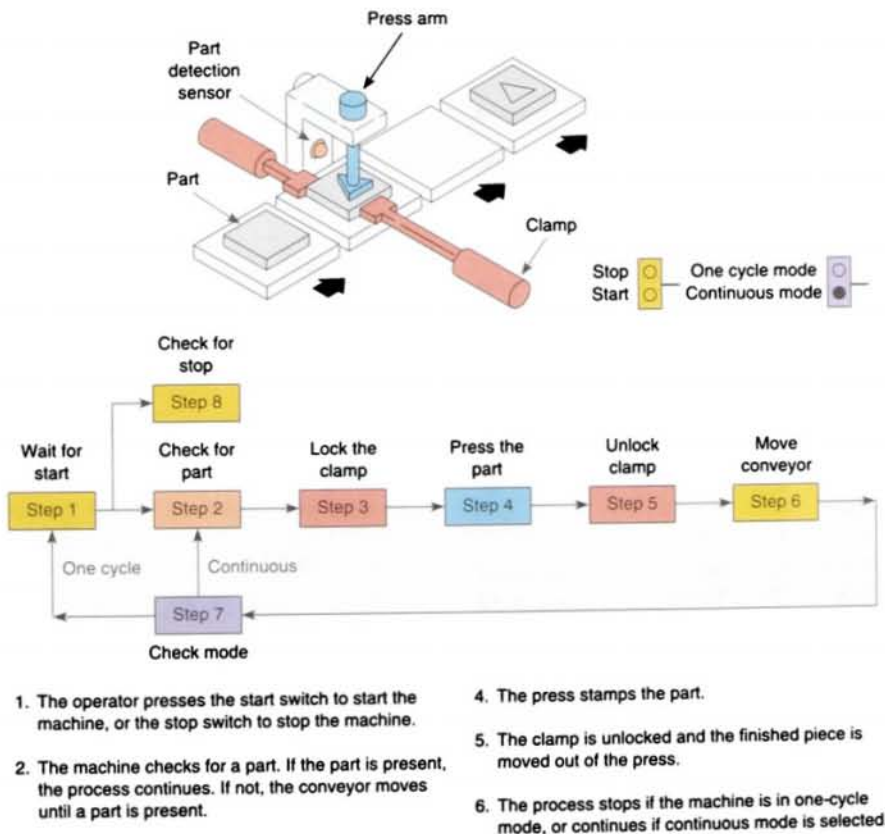 Press arm
Part
detection
sensor
Part
Clamp
Stop
Start
One cycle mode
Continuous mode
Check for
stop
Step 8
Wait for
start
Step 1
Check for
part
Step 2
Lock the
clamp
Step 3
Press the
part
Step 4
Unlock
clamp
Step 5
Move
conveyor
Step 6
One cycle
Continuous
Step 7
Check mode
1. The operator presses the start switch to start the
machine, or the stop switch to stop the machine.
2. The machine checks for a part. If the part is present,
the process continues. If not, the conveyor moves
until a part is present.
4. The press stamps the part.
5. The clamp is unlocked and the finished piece is
moved out of the press.
6. The process stops if the machine is in one-cycle
mode, or continues if continuous mode is selected